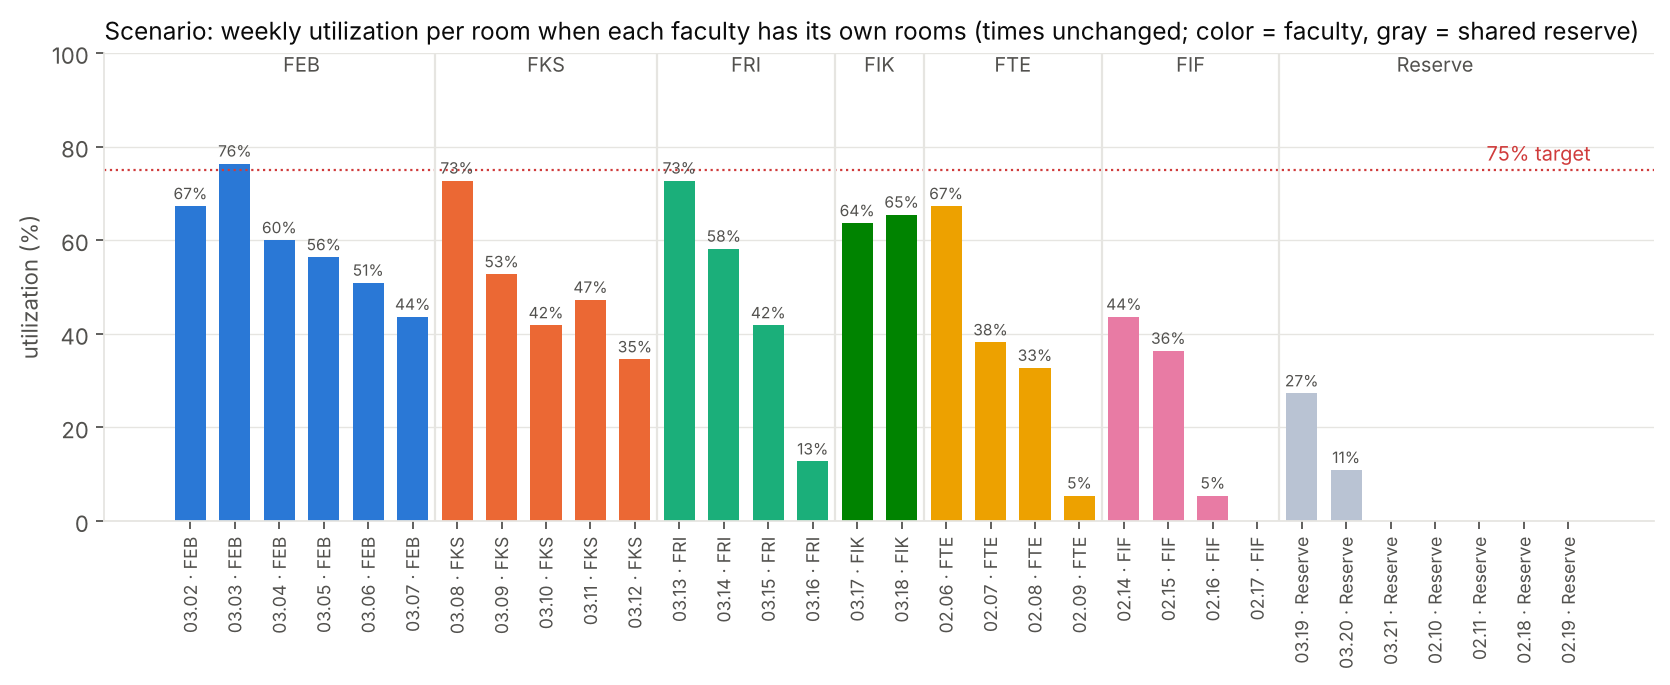 Scenario: weekly utilization per room when each faculty has its own rooms (times unchanged; color = faculty, gray = shared reserve)
FEB FKS FRI FIK FTE FIF Reserve
75% target
utilization (%)
100
80
60
40
20
0
67% 76% 60% 56% 51% 44% 73% 53% 42% 47% 35% 73% 58% 42% 13% 64% 65% 67% 38% 33% 5% 44% 36% 5% 27% 11%
03.02 · FEB
03.03 · FEB
03.04 · FEB
03.05 · FEB
03.06 · FEB
03.07 · FEB
03.08 · FKS
03.09 · FKS
03.10 · FKS
03.11 · FKS
03.12 · FKS
03.13 · FRI
03.14 · FRI
03.15 · FRI
03.16 · FRI
03.17 · FIK
03.18 · FIK
02.06 · FTE
02.07 · FTE
02.08 · FTE
02.09 · FTE
02.14 · FIF
02.15 · FIF
02.16 · FIF
02.17 · FIF
03.19 · Reserve
03.20 · Reserve
03.21 · Reserve
02.10 · Reserve
02.11 · Reserve
02.18 · Reserve
02.19 · Reserve